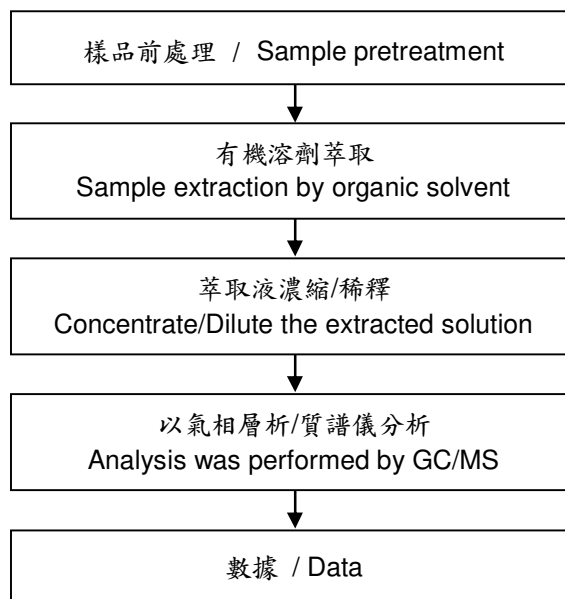 樣品前處理 / Sample pretreatment
有機溶劑萃取
Sample extraction by organic solvent
萃取液濃縮/稀釋
Concentrate/Dilute the extracted solution
以氣相層析/質譜儀分析
Analysis was performed by GC/MS
數據 / Data